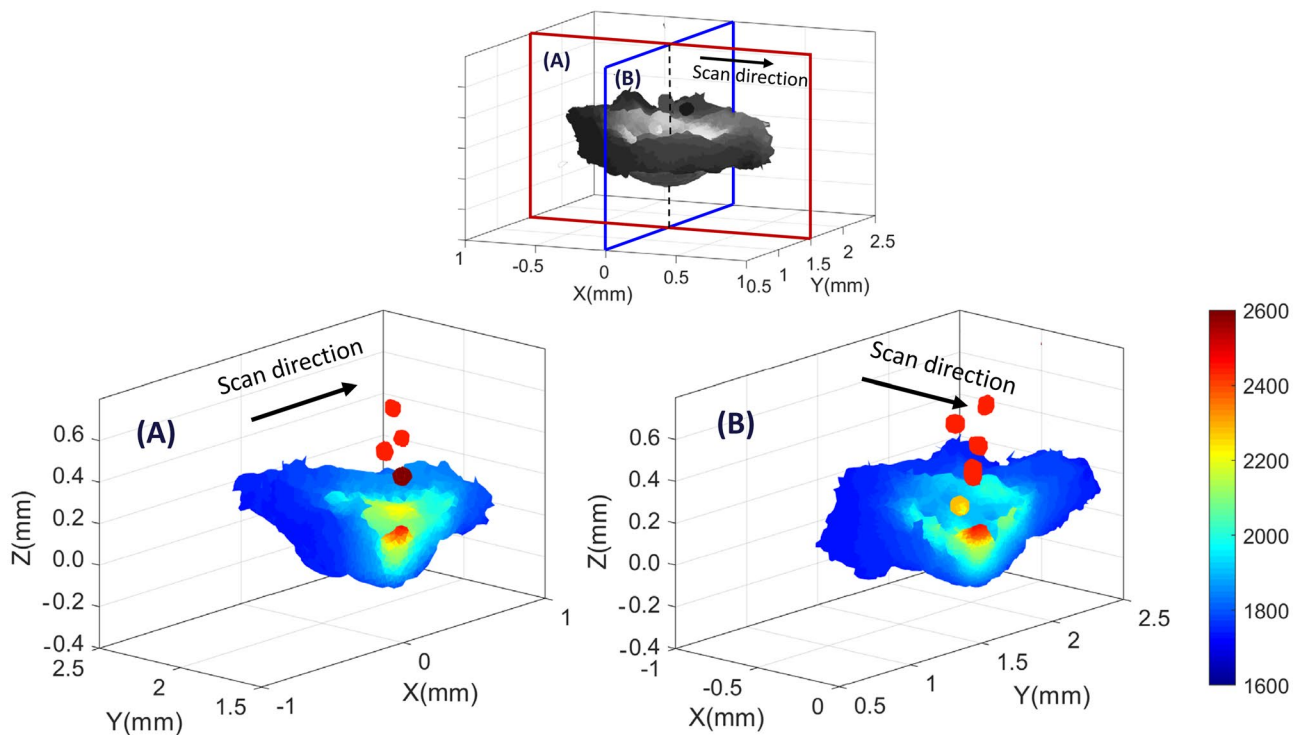 (A)
(B)
Scan direction
1
-0.5
0
0.5
1
X(mm)
0.5
1
1.5
2
2.5
Y(mm)
Scan direction
(A)
0.6
0.4
0.2
0.0
-0.2
-0.4
Z(mm)
2.5
2
1.5
Y(mm)
-1
0
1
X(mm)
Scan direction
(B)
0.6
0.4
0.2
0.0
-0.2
-0.4
Z(mm)
-1
-0.5
0
X(mm)
0.5
1
1.5
2
2.5
Y(mm)
2600
2400
2200
2000
1800
1600